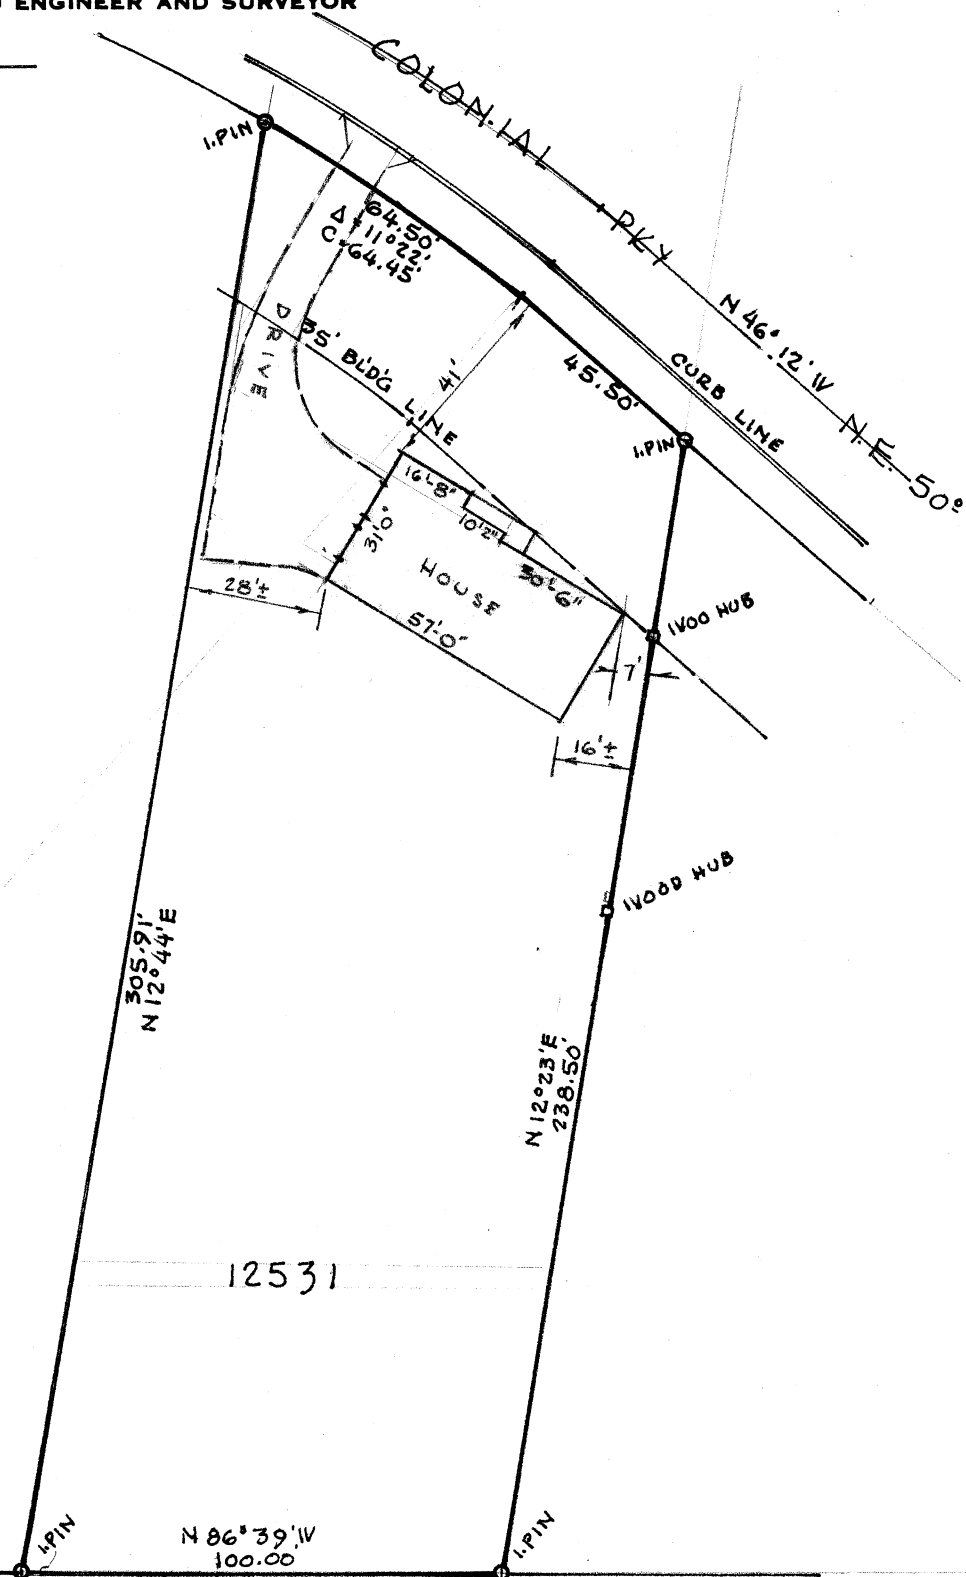 ENGINEER AND SURVEYOR
COLONIAL PKY
N 46° 12' W
N.E. 50°
I.PIN
64.50'
Δ 11°22'
C=64.45'
DRIVE
35' BLD'G LINE
41'
45.50'
CURB LINE
I.PIN
16'-8"
10'2"
30'-6"
31'0"
HOUSE
57'-0"
28'±
WOO HUB
7'
16'±
WOOD HUB
305.91'
N 12° 44' E
N 12° 23' E
238.50'
12531
I.PIN
N 86° 39' W
100.00
I.PIN